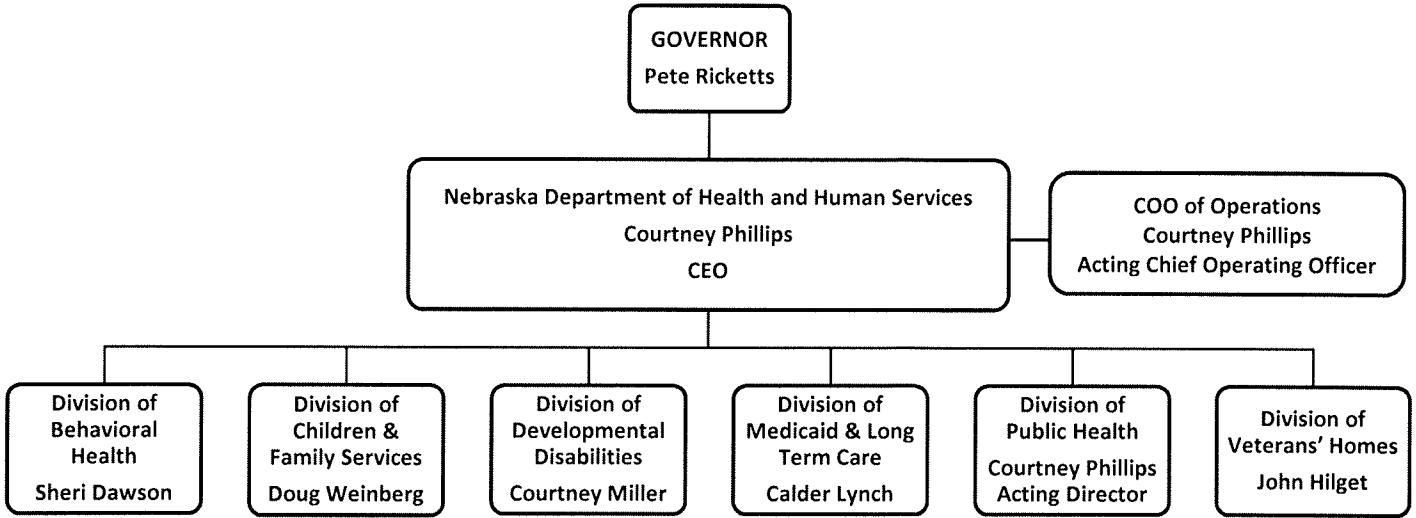 GOVERNOR
Pete Ricketts
Nebraska Department of Health and Human Services
Courtney Phillips
CEO
COO of Operations
Courtney Phillips
Acting Chief Operating Officer
Division of
Behavioral
Health
Sheri Dawson
Division of
Children &
Family Services
Doug Weinberg
Division of
Developmental
Disabilities
Courtney Miller
Division of
Medicaid & Long
Term Care
Calder Lynch
Division of
Public Health
Courtney Phillips
Acting Director
Division of
Veterans’ Homes
John Hilget